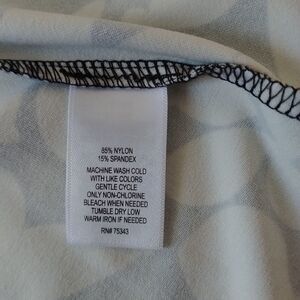 85% NYLON
15% SPANDEX
MACHINE WASH COLD
WITH LIKE COLORS
GENTLE CYCLE
ONLY NON-CHLORINE
BLEACH WHEN NEEDED
TUMBLE DRY LOW
WARM IRON IF NEEDED
RN# 75343